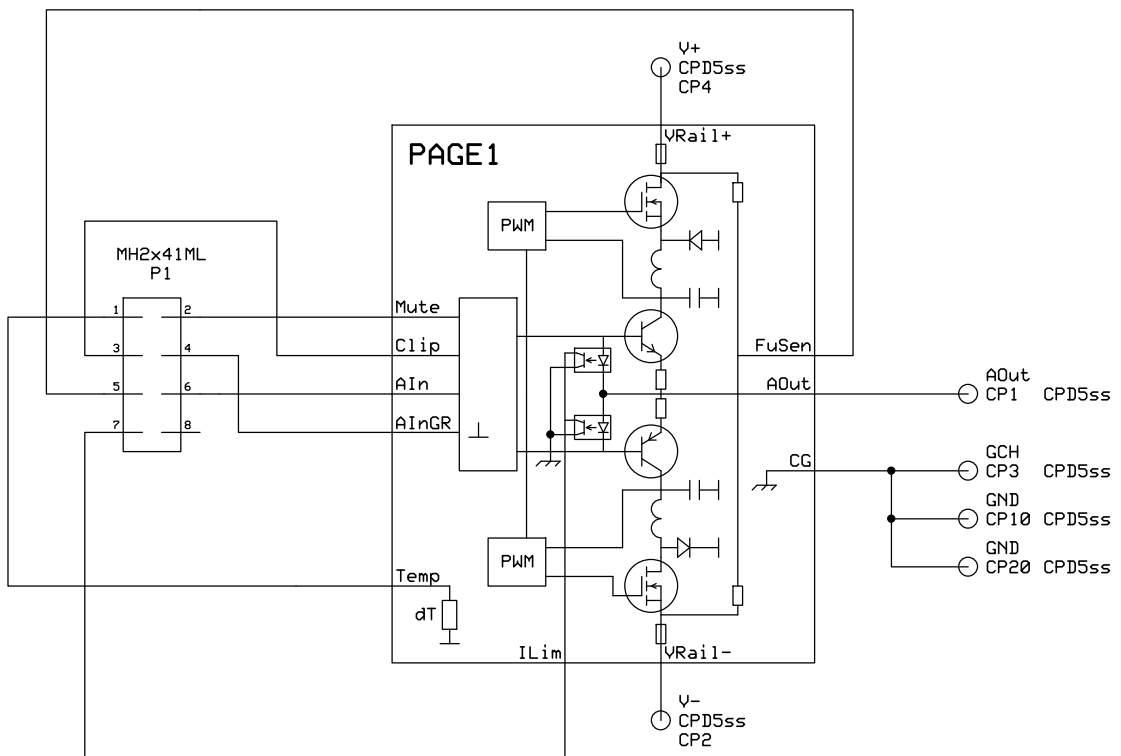 V+
CPD5ss
CP4
VRail+
PAGE1
PWM
MH2x41ML
P1
1
2
Mute
3
4
Clip
FuSen
5
6
AIn
AOut
AOut
CP1 CPD5ss
7
8
AInGR
CG
GCH
CP3 CPD5ss
GND
CP10 CPD5ss
GND
CP20 CPD5ss
PWM
Temp
dT
ILim
VRail-
V-
CPD5ss
CP2